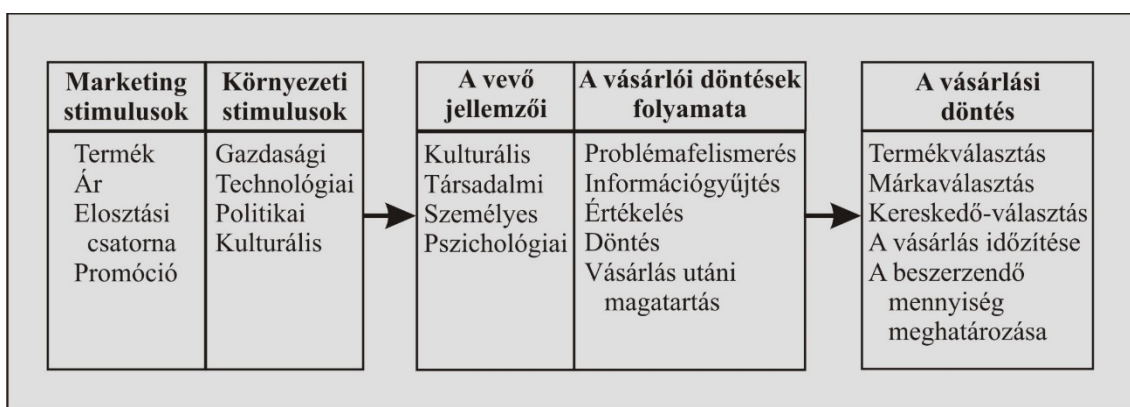 Marketing
stimulusok
Termék
Ár
Elosztási
csatorna
Promóció
Környezeti
stimulusok
Gazdasági
Technológiai
Politikai
Kulturális
A vevő
jellemzői
Kulturális
Társadalmi
Személyes
Pszichológiai
A vásárlói döntések
folyamata
Problémafelismerés
Információgyűjtés
Értékelés
Döntés
Vásárlás utáni
magatartás
A vásárlási
döntés
Termékválasztás
Márkaválasztás
Kereskedő-választás
A vásárlás időzítése
A beszerzendő
mennyiség
meghatározása